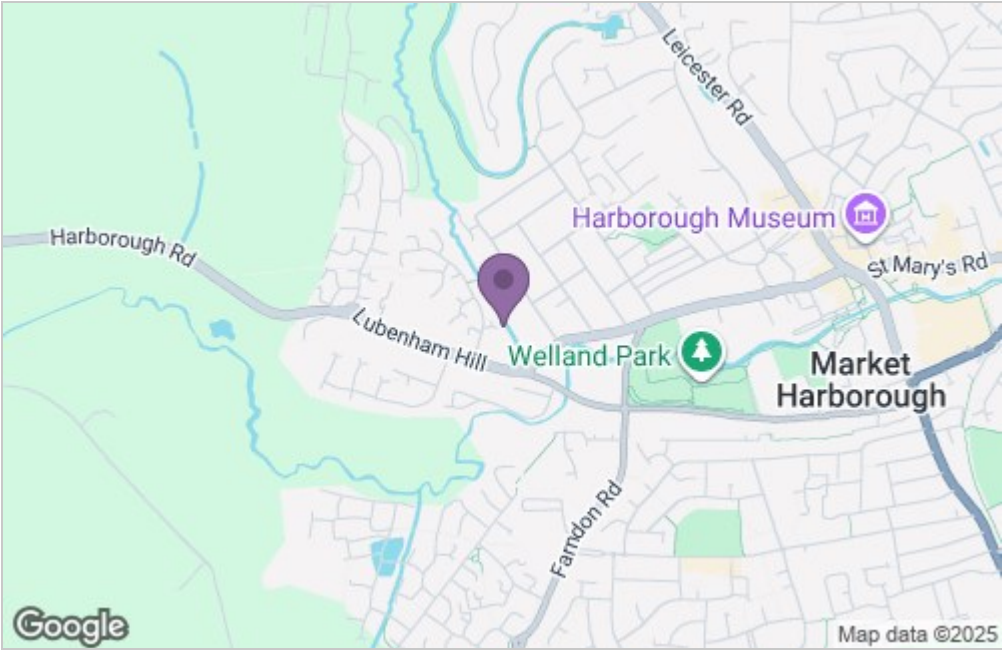 Leicester Rd
Harborough Museum
Harborough Rd
St Mary's Rd
Lubenham Hill
Welland Park
Market
Harborough
Farndon Rd
Google
Map data ©2025